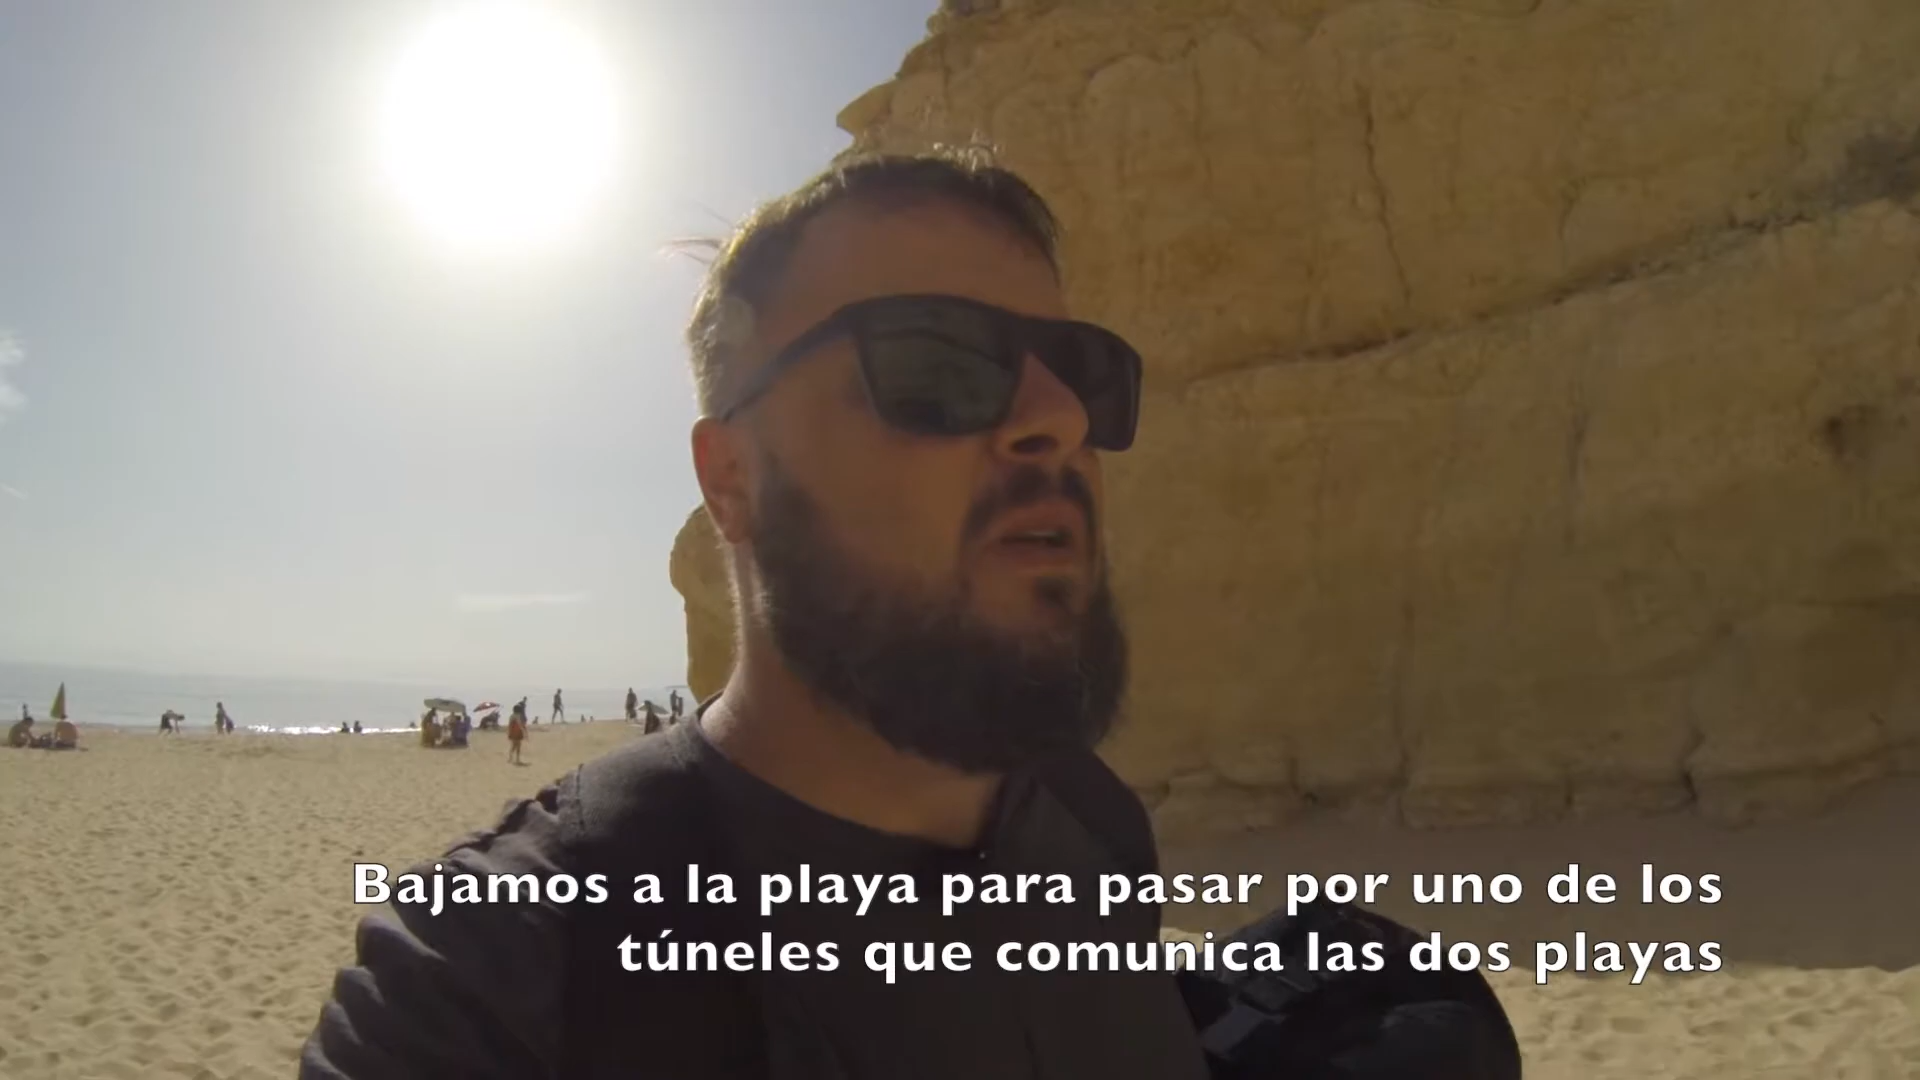 Bajamos a la playa para pasar por uno de los
túneles que comunica las dos playas